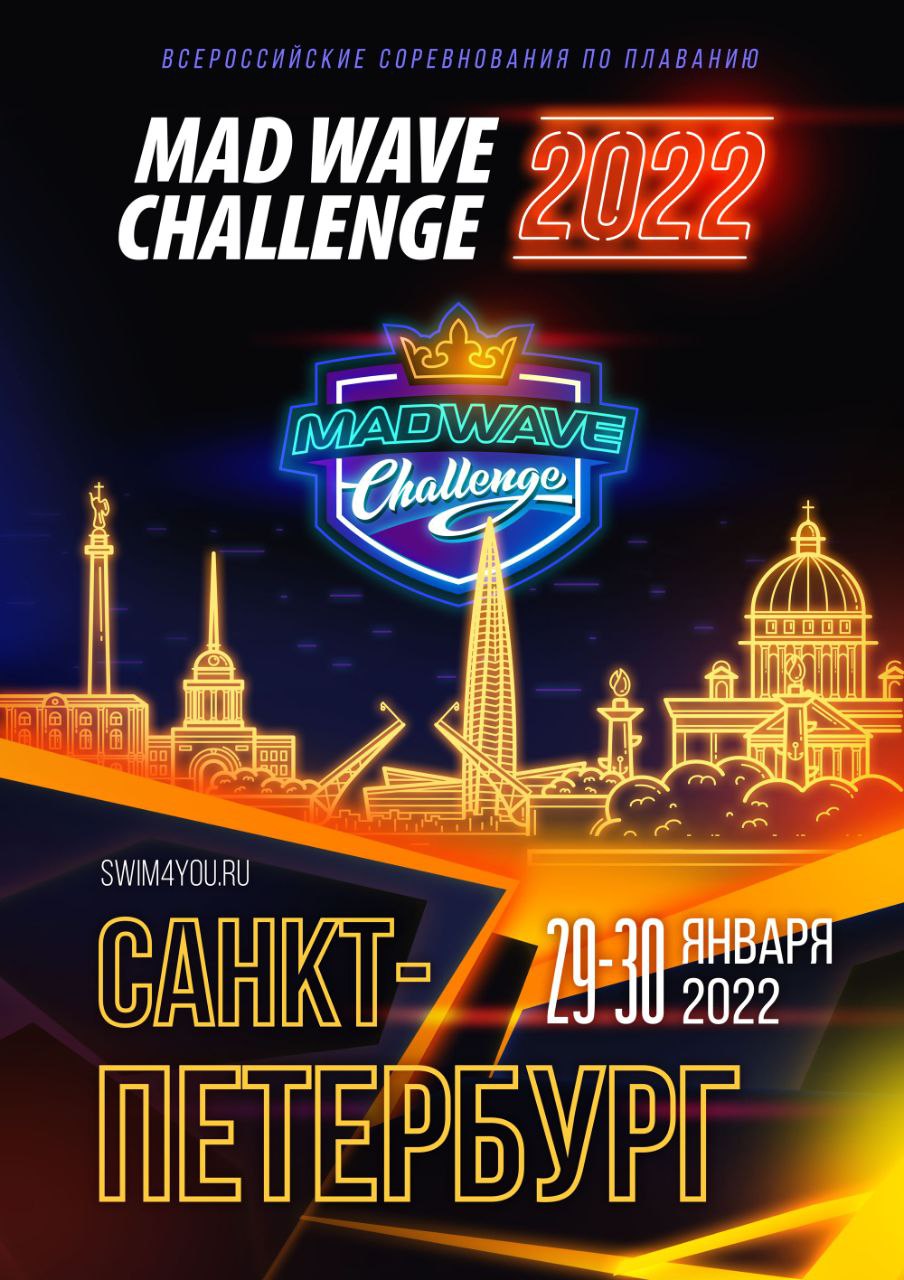 ВСЕРОССИЙСКИЕ СОРЕВНОВАНИЯ ПО ПЛАВАНИЮ
MAD WAVE
CHALLENGE
2022
MADWAVE
Challenge
SWIM4YOU.RU
САНКТ-
ПЕТЕРБУРГ
29-30
ЯНВАРЯ
2022